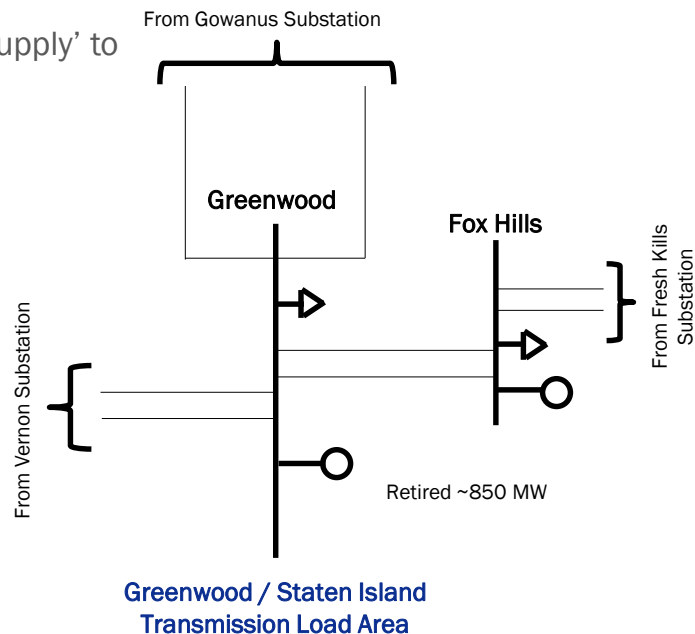 From Gowanus Substation
upply’ to
Greenwood
Fox Hills
From Fresh Kills
Substation
From Vernon Substation
Retired ~850 MW
Greenwood / Staten Island
Transmission Load Area